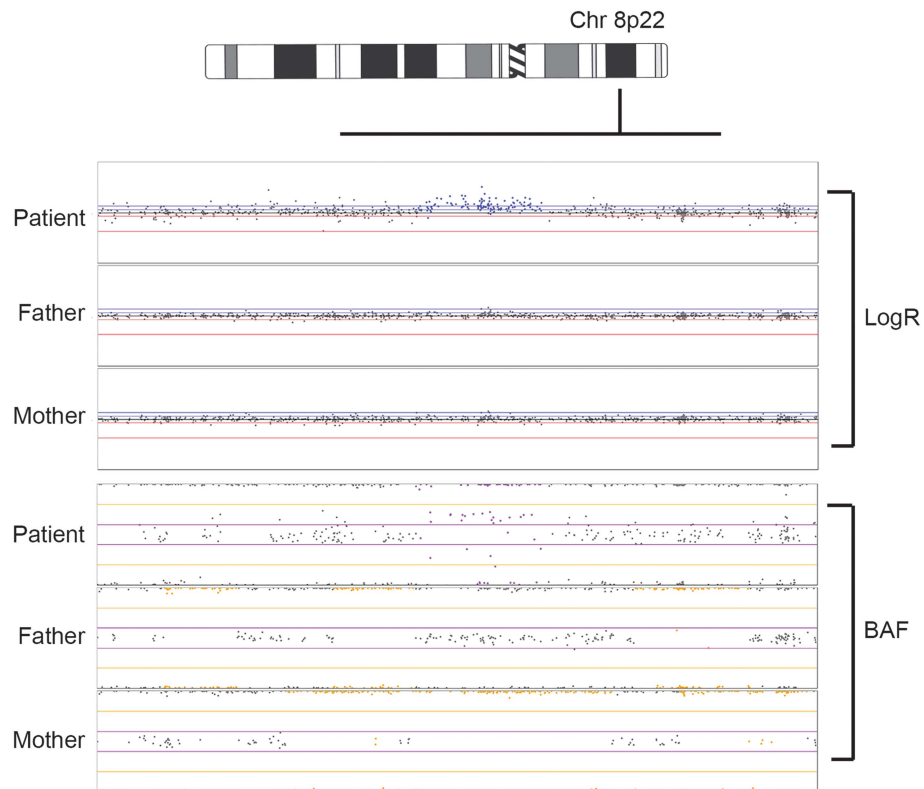 Chr 8p22
Patient
Father
Mother
LogR
Patient
Father
Mother
BAF